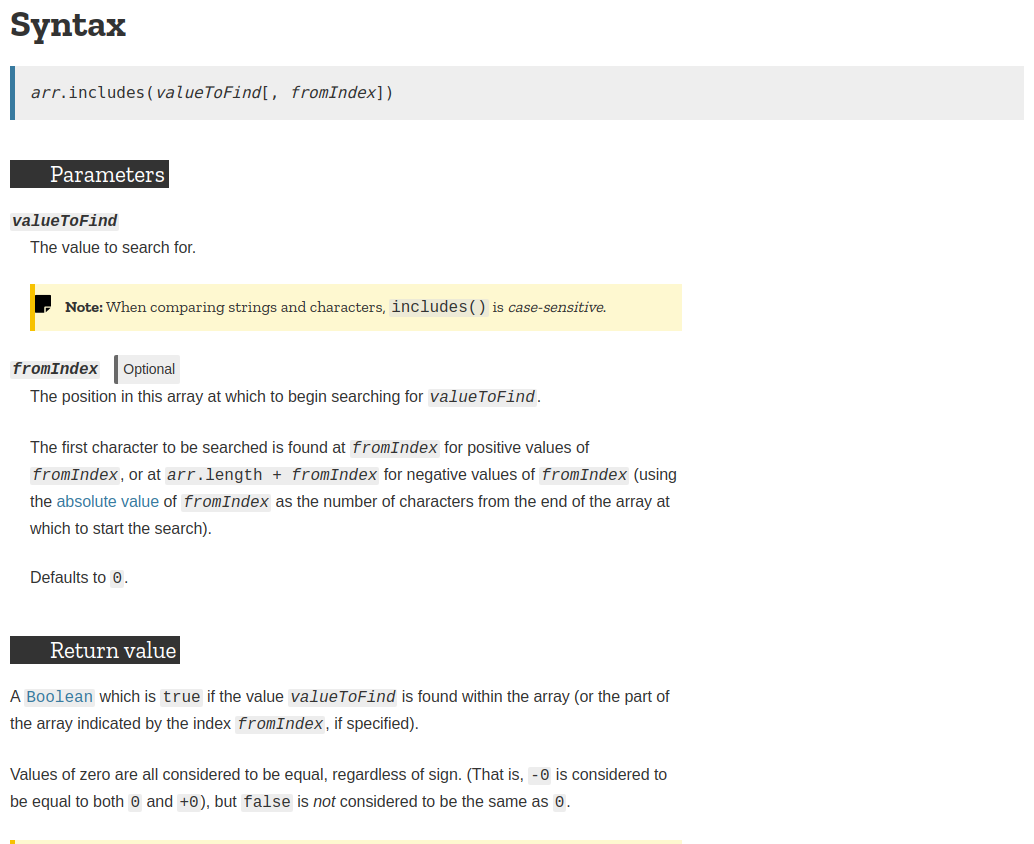 Syntax
arr.includes(valueToFind[, fromIndex])
Parameters
valueToFind
The value to search for.
Note: When comparing strings and characters, includes() is case-sensitive.
fromIndex Optional
The position in this array at which to begin searching for valueToFind.
The first character to be searched is found at fromIndex for positive values of
fromIndex, or at arr.length + fromIndex for negative values of fromIndex (using
the absolute value of fromIndex as the number of characters from the end of the array at
which to start the search).
Defaults to 0.
Return value
A Boolean which is true if the value valueToFind is found within the array (or the part of
the array indicated by the index fromIndex, if specified).
Values of zero are all considered to be equal, regardless of sign. (That is, -0 is considered to
be equal to both 0 and +0), but false is not considered to be the same as 0.